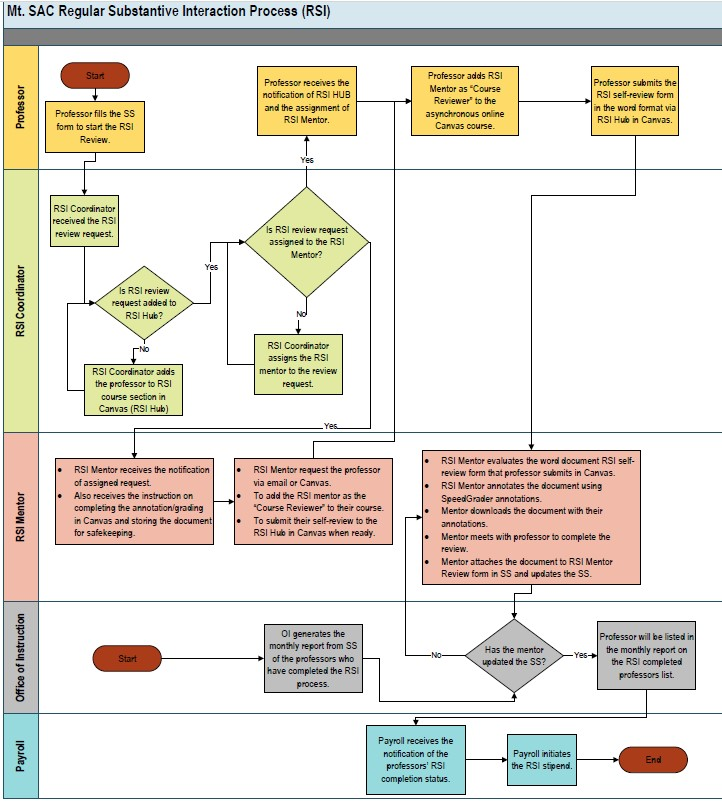 Mt. SAC Regular Substantive Interaction Process (RSI)
Professor
Start
Professor fills the SS
form to start the RSI
Review.
Professor receives the
notification of RSI HUB
and the assignment of
RSI Mentor.
Professor adds RSI
Mentor as “Course
Reviewer” to the
asynchronous online
Canvas course.
Professor submits the
RSI self-review form
in the word format via
RSI Hub in Canvas.
Yes
RSI Coordinator
RSI Coordinator
received the RSI
review request.
Is RSI review
request added to
RSI Hub?
Yes
No
RSI Coordinator adds
the professor to RSI
course section in
Canvas (RSI Hub)
Is RSI review request
assigned to the RSI
Mentor?
No
RSI Coordinator
assigns the RSI
mentor to the review
request.
Yes
RSI Mentor
• RSI Mentor receives the notification
of assigned request.
• Also receives the instruction on
completing the annotation/grading
in Canvas and storing the document
for safekeeping.
• RSI Mentor request the professor
via email or Canvas.
• To add the RSI mentor as the
“Course Reviewer” to their course.
• To submit their self-review to the
RSI Hub in Canvas when ready.
• RSI Mentor evaluates the word document RSI self-
review form that professor submits in Canvas.
• RSI Mentor annotates the document using
SpeedGrader annotations.
• Mentor downloads the document with their
annotations.
• Mentor meets with professor to complete the
review.
• Mentor attaches the document to RSI Mentor
Review form in SS and updates the SS.
Office of Instruction
Start
OI generates the
monthly report from SS
of the professors who
have completed the RSI
process.
No
Has the mentor
updated the SS?
Yes
Professor will be listed in
the monthly report on
the RSI completed
professors list.
Payroll
Payroll receives the
notification of the
professors’ RSI
completion status.
Payroll initiates
the RSI stipend.
End